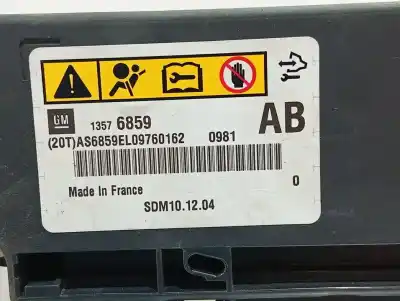 GM 1357 6859
(20T)AS6859EL09760162 0981 AB
Made in France 0
SDM10.12.04